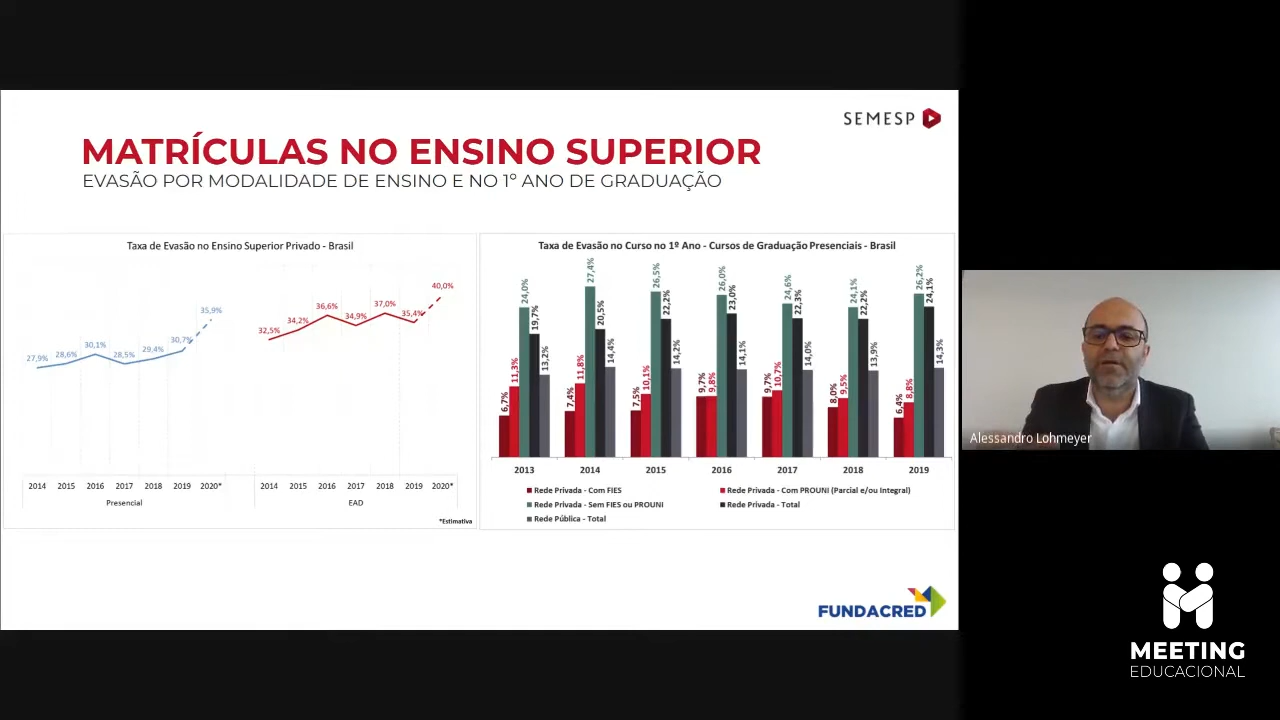 SEMESP
MATRÍCULAS NO ENSINO SUPERIOR
EVASÃO POR MODALIDADE DE ENSINO E NO 1º ANO DE GRADUAÇÃO
Taxa de Evasão no Ensino Superior Privado - Brasil
27,9% 28,6% 30,1% 28,5% 29,4% 30,7% 35,9%
32,5% 34,2% 36,6% 34,9% 37,0% 35,4% 40,0%
2014 2015 2016 2017 2018 2019 2020* 2014 2015 2016 2017 2018 2019 2020*
Presencial EAD
*Estimativa
Taxa de Evasão no Curso no 1º Ano - Cursos de Graduação Presenciais - Brasil
6,7% 11,3% 24,0% 19,7% 13,2%
7,4% 11,8% 27,4% 20,5% 14,4%
7,5% 10,1% 26,5% 22,2% 14,2%
9,7% 9,8% 26,0% 23,0% 14,1%
9,7% 10,7% 24,6% 22,3% 14,0%
8,0% 9,5% 24,1% 22,2% 13,9%
6,4% 8,8% 26,2% 24,1% 14,3%
2013 2014 2015 2016 2017 2018 2019
Rede Privada - Com FIES
Rede Privada - Com PROUNI (Parcial e/ou Integral)
Rede Privada - Sem FIES ou PROUNI
Rede Privada - Total
Rede Pública - Total
FUNDACRED
Alessandro Lohmeyer
MEETING
EDUCACIONAL